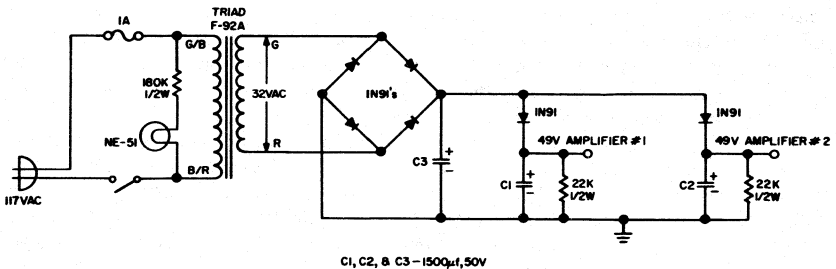 TRIAD
F-92A
1A
G/B
G
180K
1/2W
32VAC
1N91's
1N91
1N91
NE-51
49V AMPLIFIER #1
49V AMPLIFIER #2
R
C3
+
−
B/R
C1
+
−
22K
1/2W
C2
+
−
22K
1/2W
117VAC
C1, C2, & C3−1500μf, 50V